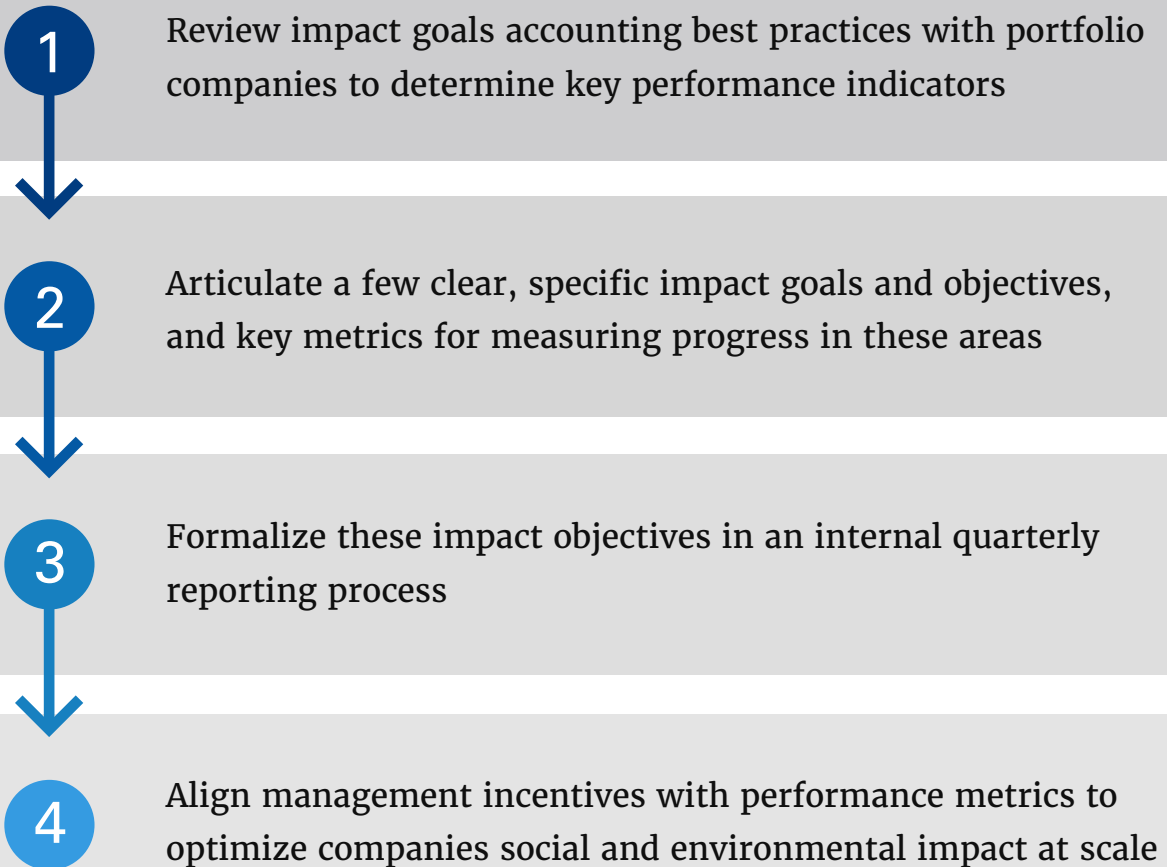 1
Review impact goals accounting best practices with portfolio
companies to determine key performance indicators
2
Articulate a few clear, specific impact goals and objectives,
and key metrics for measuring progress in these areas
3
Formalize these impact objectives in an internal quarterly
reporting process
4
Align management incentives with performance metrics to
optimize companies social and environmental impact at scale